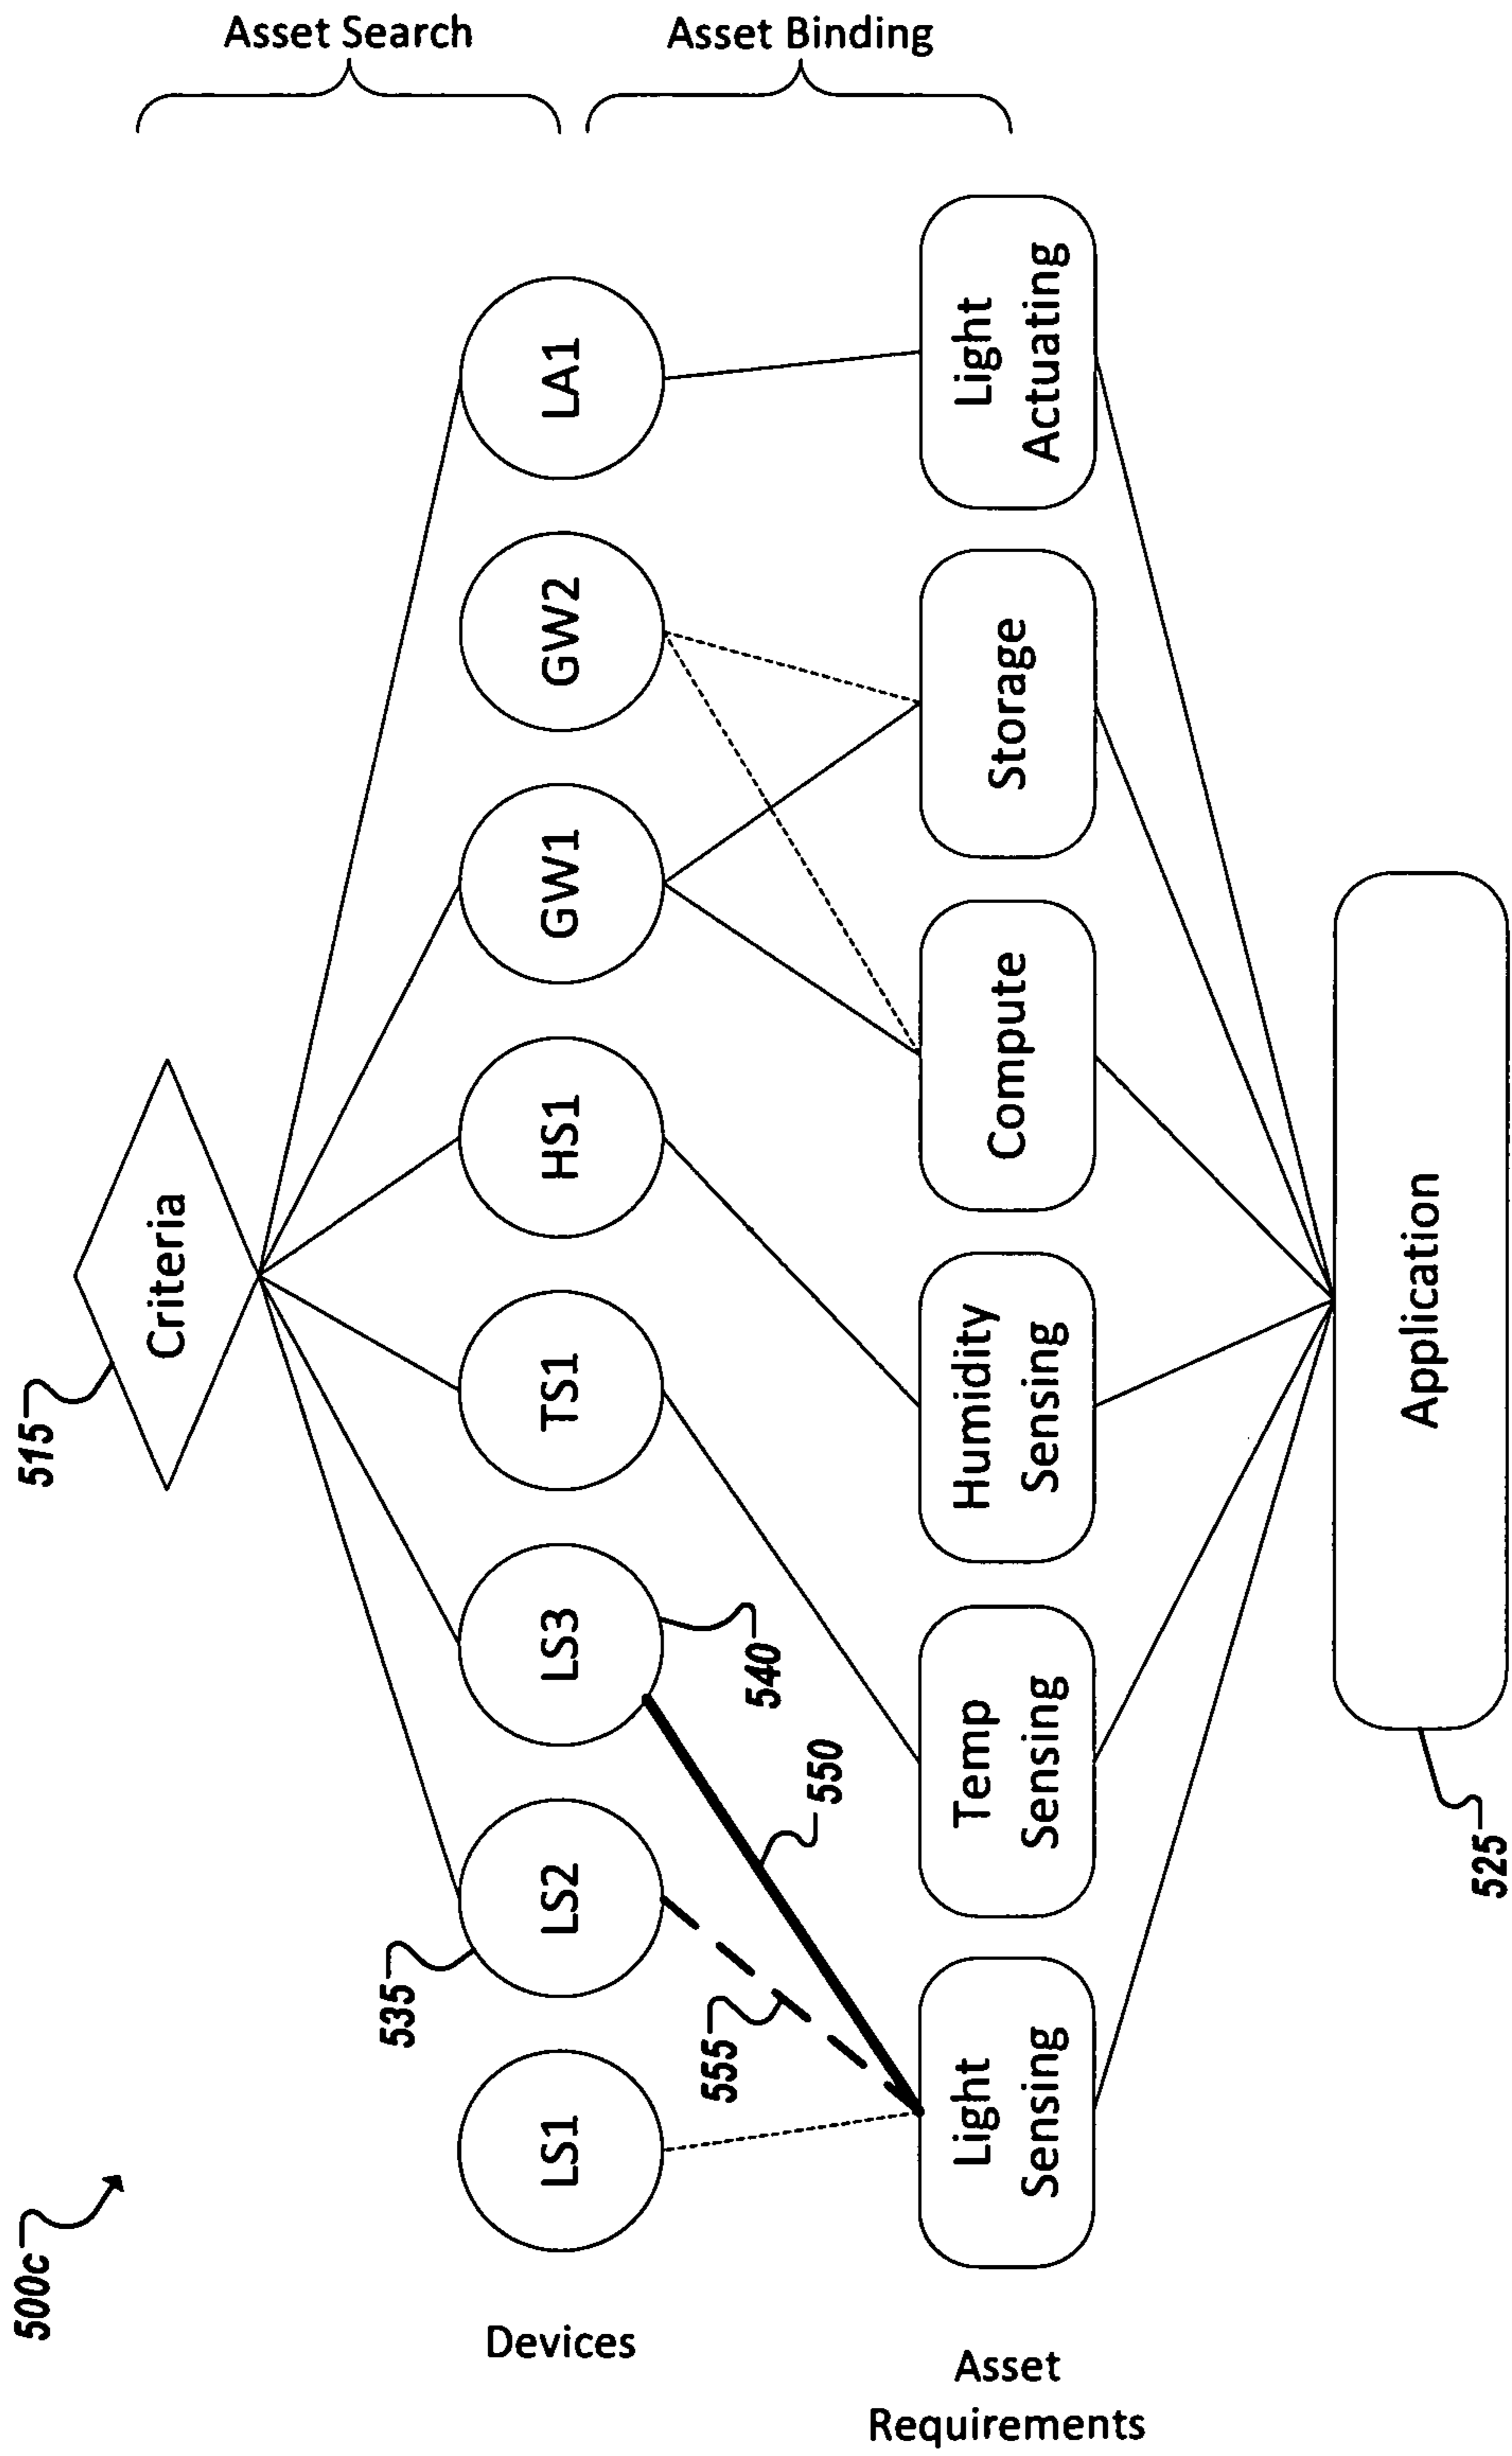 500c
515
Criteria
Asset Search
Devices
LS1
LS2
LS3
TS1
HS1
GW1
GW2
LA1
535
540
555
550
Asset Binding
Asset
Requirements
Light
Sensing
Temp
Sensing
Humidity
Sensing
Compute
Storage
Light
Actuating
525
Application